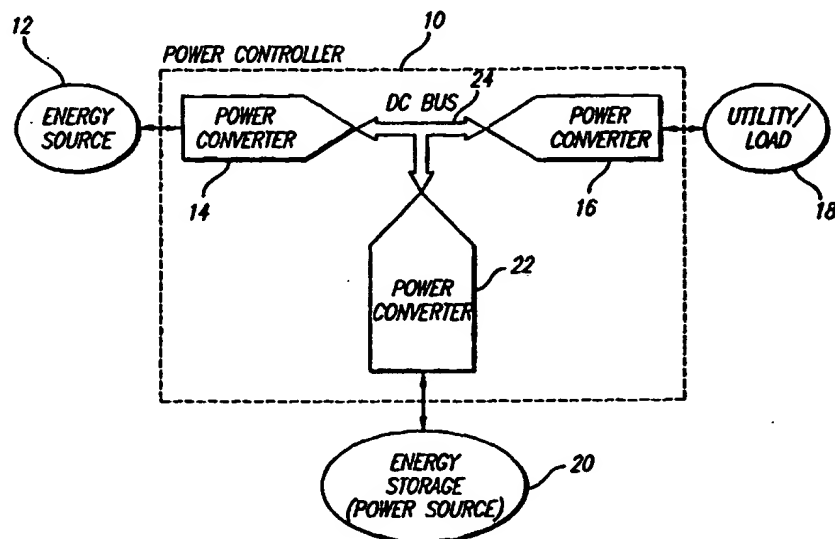 12
POWER CONTROLLER
10
ENERGY
SOURCE
POWER
CONVERTER
14
DC BUS
24
POWER
CONVERTER
16
UTILITY/
LOAD
18
POWER
CONVERTER
22
ENERGY
STORAGE
(POWER SOURCE)
20